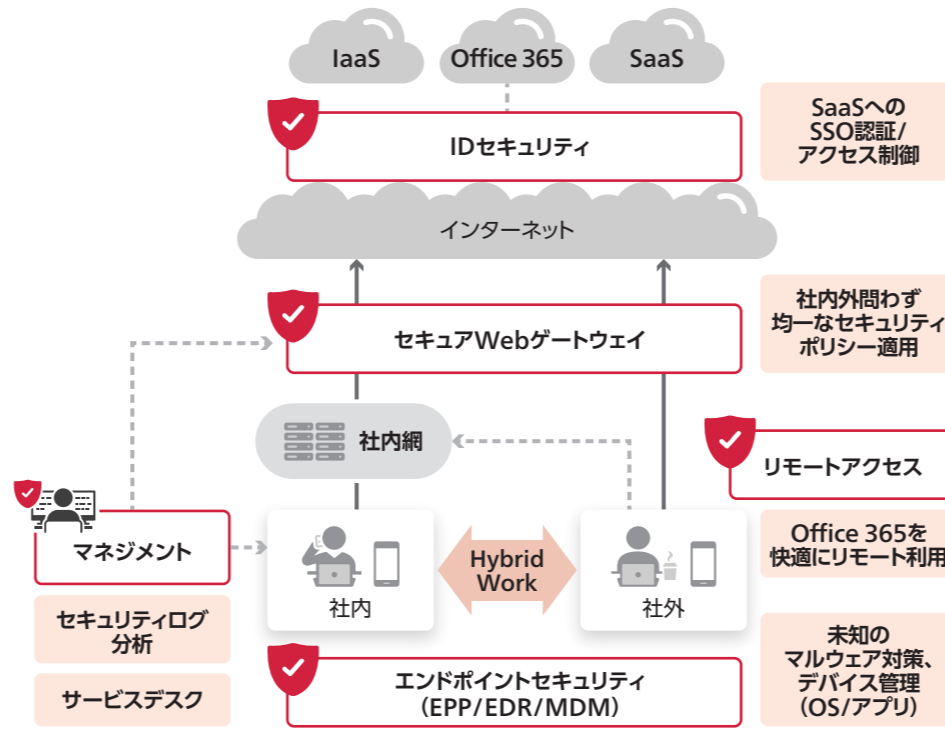 IaaS
Office 365
SaaS
IDセキュリティ
SaaSへの
SSO認証/
アクセス制御
インターネット
セキュアWebゲートウェイ
社内外問わず
均一なセキュリティ
ポリシー適用
社内網
リモートアクセス
Office 365を
快適にリモート利用
マネジメント
セキュリティログ
分析
サービスデスク
社内
Hybrid
Work
社外
エンドポイントセキュリティ
(EPP/EDR/MDM)
未知の
マルウェア対策、
デバイス管理
(OS/アプリ)